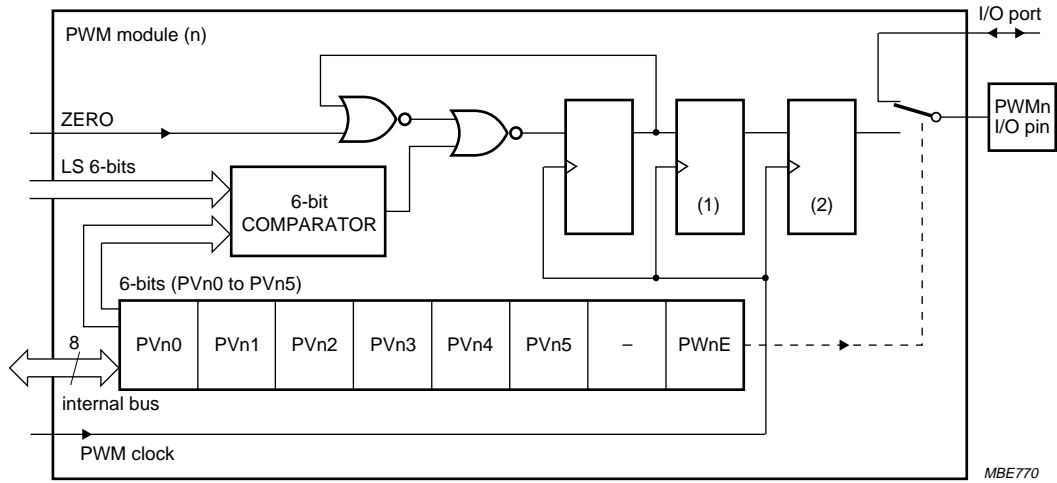 I/O port
PWM module (n)
PWMn
I/O pin
ZERO
LS 6-bits
6-bit
COMPARATOR
(1)
(2)
6-bits (PVn0 to PVn5)
PVn0 PVn1 PVn2 PVn3 PVn4 PVn5 – PWnE
8
internal bus
PWM clock
MBE770